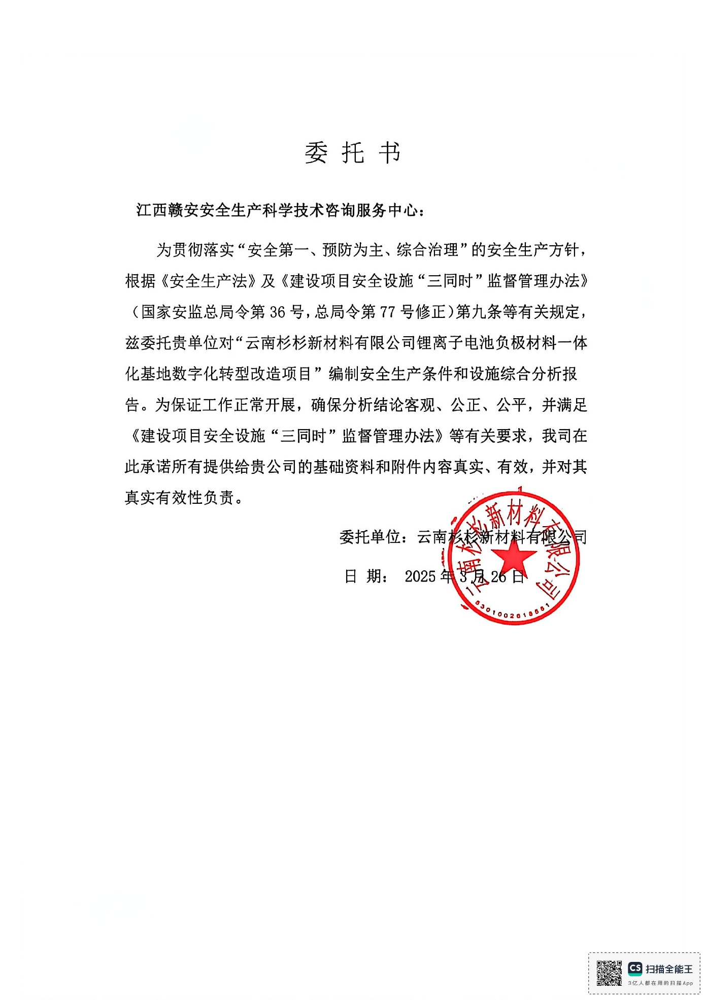 委托书
江西赣安安全生产科学技术咨询服务中心：
为贯彻落实“安全第一、预防为主、综合治理”的安全生产方针，
根据《安全生产法》及《建设项目安全设施“三同时”监督管理办法》
（国家安监总局令第 36 号，总局令第 77 号修正）第九条等有关规定，
兹委托贵单位对“云南杉杉新材料有限公司锂离子电池负极材料一体
化基地数字化转型改造项目”编制安全生产条件和设施综合分析报
告。为保证工作正常开展，确保分析结论客观、公正、公平，并满足
《建设项目安全设施“三同时”监督管理办法》等有关要求，我司在
此承诺所有提供给贵公司的基础资料和附件内容真实、有效，并对其
真实有效性负责。
委托单位：云南杉杉新材料有限公司
日 期： 2025 年 3 月 26 日
云南杉杉新材料有限公司
CS 扫描全能王
3亿人都在用的扫描App